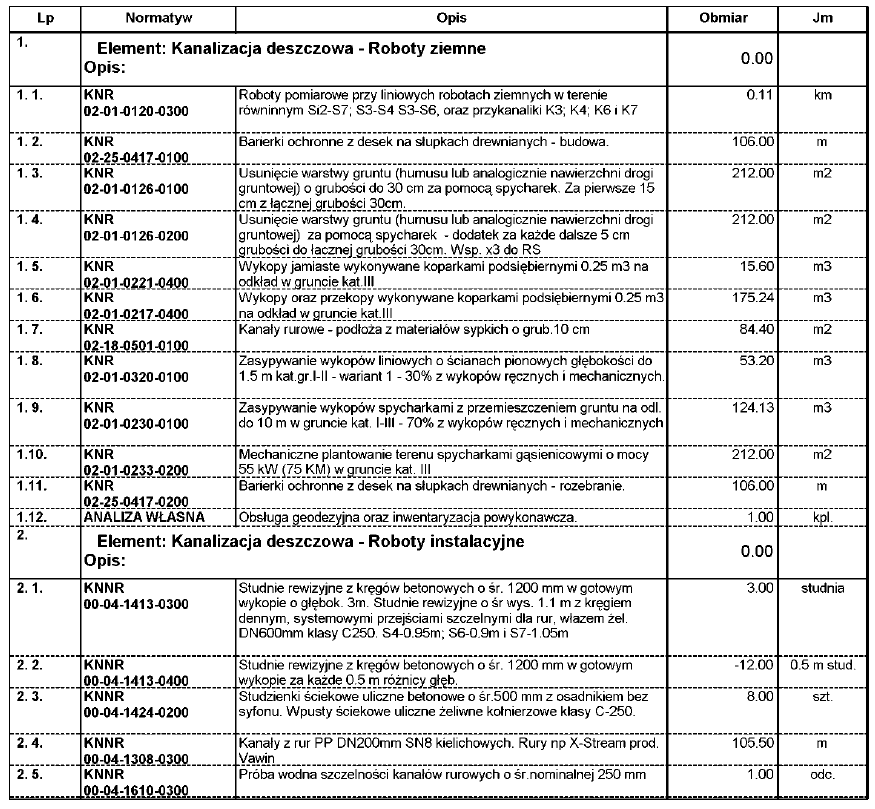 Lp Normatyw Opis Obmiar Jm
1. Element: Kanalizacja deszczowa - Roboty ziemne
Opis: 0.00
1. 1. KNR Roboty pomiarowe przy liniowych robotach ziemnych w terenie 0.11 km
02-01-0120-0300 równinnym Si2-S7; S3-S4 S3-S6, oraz przykanaliki K3; K4; K6 i K7
1. 2. KNR Barierki ochronne z desek na słupkach drewnianych - budowa. 106.00 m
02-25-0417-0100
1. 3. KNR Usunięcie warstwy gruntu (humusu lub analogicznie nawierzchni drogi 212.00 m2
02-01-0126-0100 gruntowej) o grubości do 30 cm za pomocą spycharek. Za pierwsze 15
cm z łącznej grubości 30cm.
1. 4. KNR Usunięcie warstwy gruntu (humusu lub analogicznie nawierzchni drogi 212.00 m2
02-01-0126-0200 gruntowej) za pomocą spycharek - dodatek za każde dalsze 5 cm
grubości do łacznej grubości 30cm. Wsp. x3 do RS
1. 5. KNR Wykopy jamiaste wykonywane koparkami podsiębiernymi 0.25 m3 na 15.60 m3
02-01-0221-0400 odkład w gruncie kat.III
1. 6. KNR Wykopy oraz przekopy wykonywane koparkami podsiębiernymi 0.25 m3 175.24 m3
02-01-0217-0400 na odkład w gruncie kat.III
1. 7. KNR Kanały rurowe - podłoża z materiałów sypkich o grub.10 cm 84.40 m2
02-18-0501-0100
1. 8. KNR Zasypywanie wykopów liniowych o ścianach pionowych głębokości do 53.20 m3
02-01-0320-0100 1.5 m kat.gr.I-II - wariant 1 - 30% z wykopów ręcznych i mechanicznych.
1. 9. KNR Zasypywanie wykopów spycharkami z przemieszczeniem gruntu na odl. 124.13 m3
02-01-0230-0100 do 10 m w gruncie kat. I-III - 70% z wykopów ręcznych i mechanicznych
1.10. KNR Mechaniczne plantowanie terenu spycharkami gąsienicowymi o mocy 212.00 m2
02-01-0233-0200 55 kW (75 KM) w gruncie kat. III
1.11. KNR Barierki ochronne z desek na słupkach drewnianych - rozebranie. 106.00 m
02-25-0417-0200
1.12. ANALIZA WŁASNA Obsługa geodezyjna oraz inwentaryzacja powykonawcza. 1.00 kpl.
2. Element: Kanalizacja deszczowa - Roboty instalacyjne
Opis: 0.00
2. 1. KNNR Studnie rewizyjne z kręgów betonowych o śr. 1200 mm w gotowym 3.00 studnia
00-04-1413-0300 wykopie o głębok. 3m. Studnie rewizyjne o śr wys. 1.1 m z kręgiem
dennym, systemowymi przejściami szczelnymi dla rur, włazem żel.
DN600mm klasy C250. S4-0.95m; S6-0.9m i S7-1.05m
2. 2. KNNR Studnie rewizyjne z kręgów betonowych o śr. 1200 mm w gotowym -12.00 0.5 m stud.
00-04-1413-0400 wykopie za każde 0.5 m różnicy głęb.
2. 3. KNNR Studzienki ściekowe uliczne betonowe o śr.500 mm z osadnikiem bez 8.00 szt.
00-04-1424-0200 syfonu. Wpusty ściekowe uliczne żeliwne kołnierzowe klasy C-250.
2. 4. KNNR Kanały z rur PP DN200mm SN8 kielichowych. Rury np X-Stream prod. 105.50 m
00-04-1308-0300 Vawin
2. 5. KNNR Próba wodna szczelności kanałów rurowych o śr.nominalnej 250 mm 1.00 odc.
00-04-1610-0300